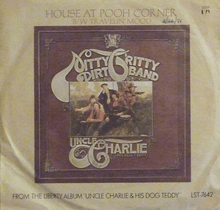 HOUSE AT POOH CORNER
B/W TRAVELIN' MOOD
NITTY GRITTY
DIRT BAND
UNCLE CHARLIE
FROM THE LIBERTY ALBUM "UNCLE CHARLIE & HIS DOG TEDDY" LST-7642